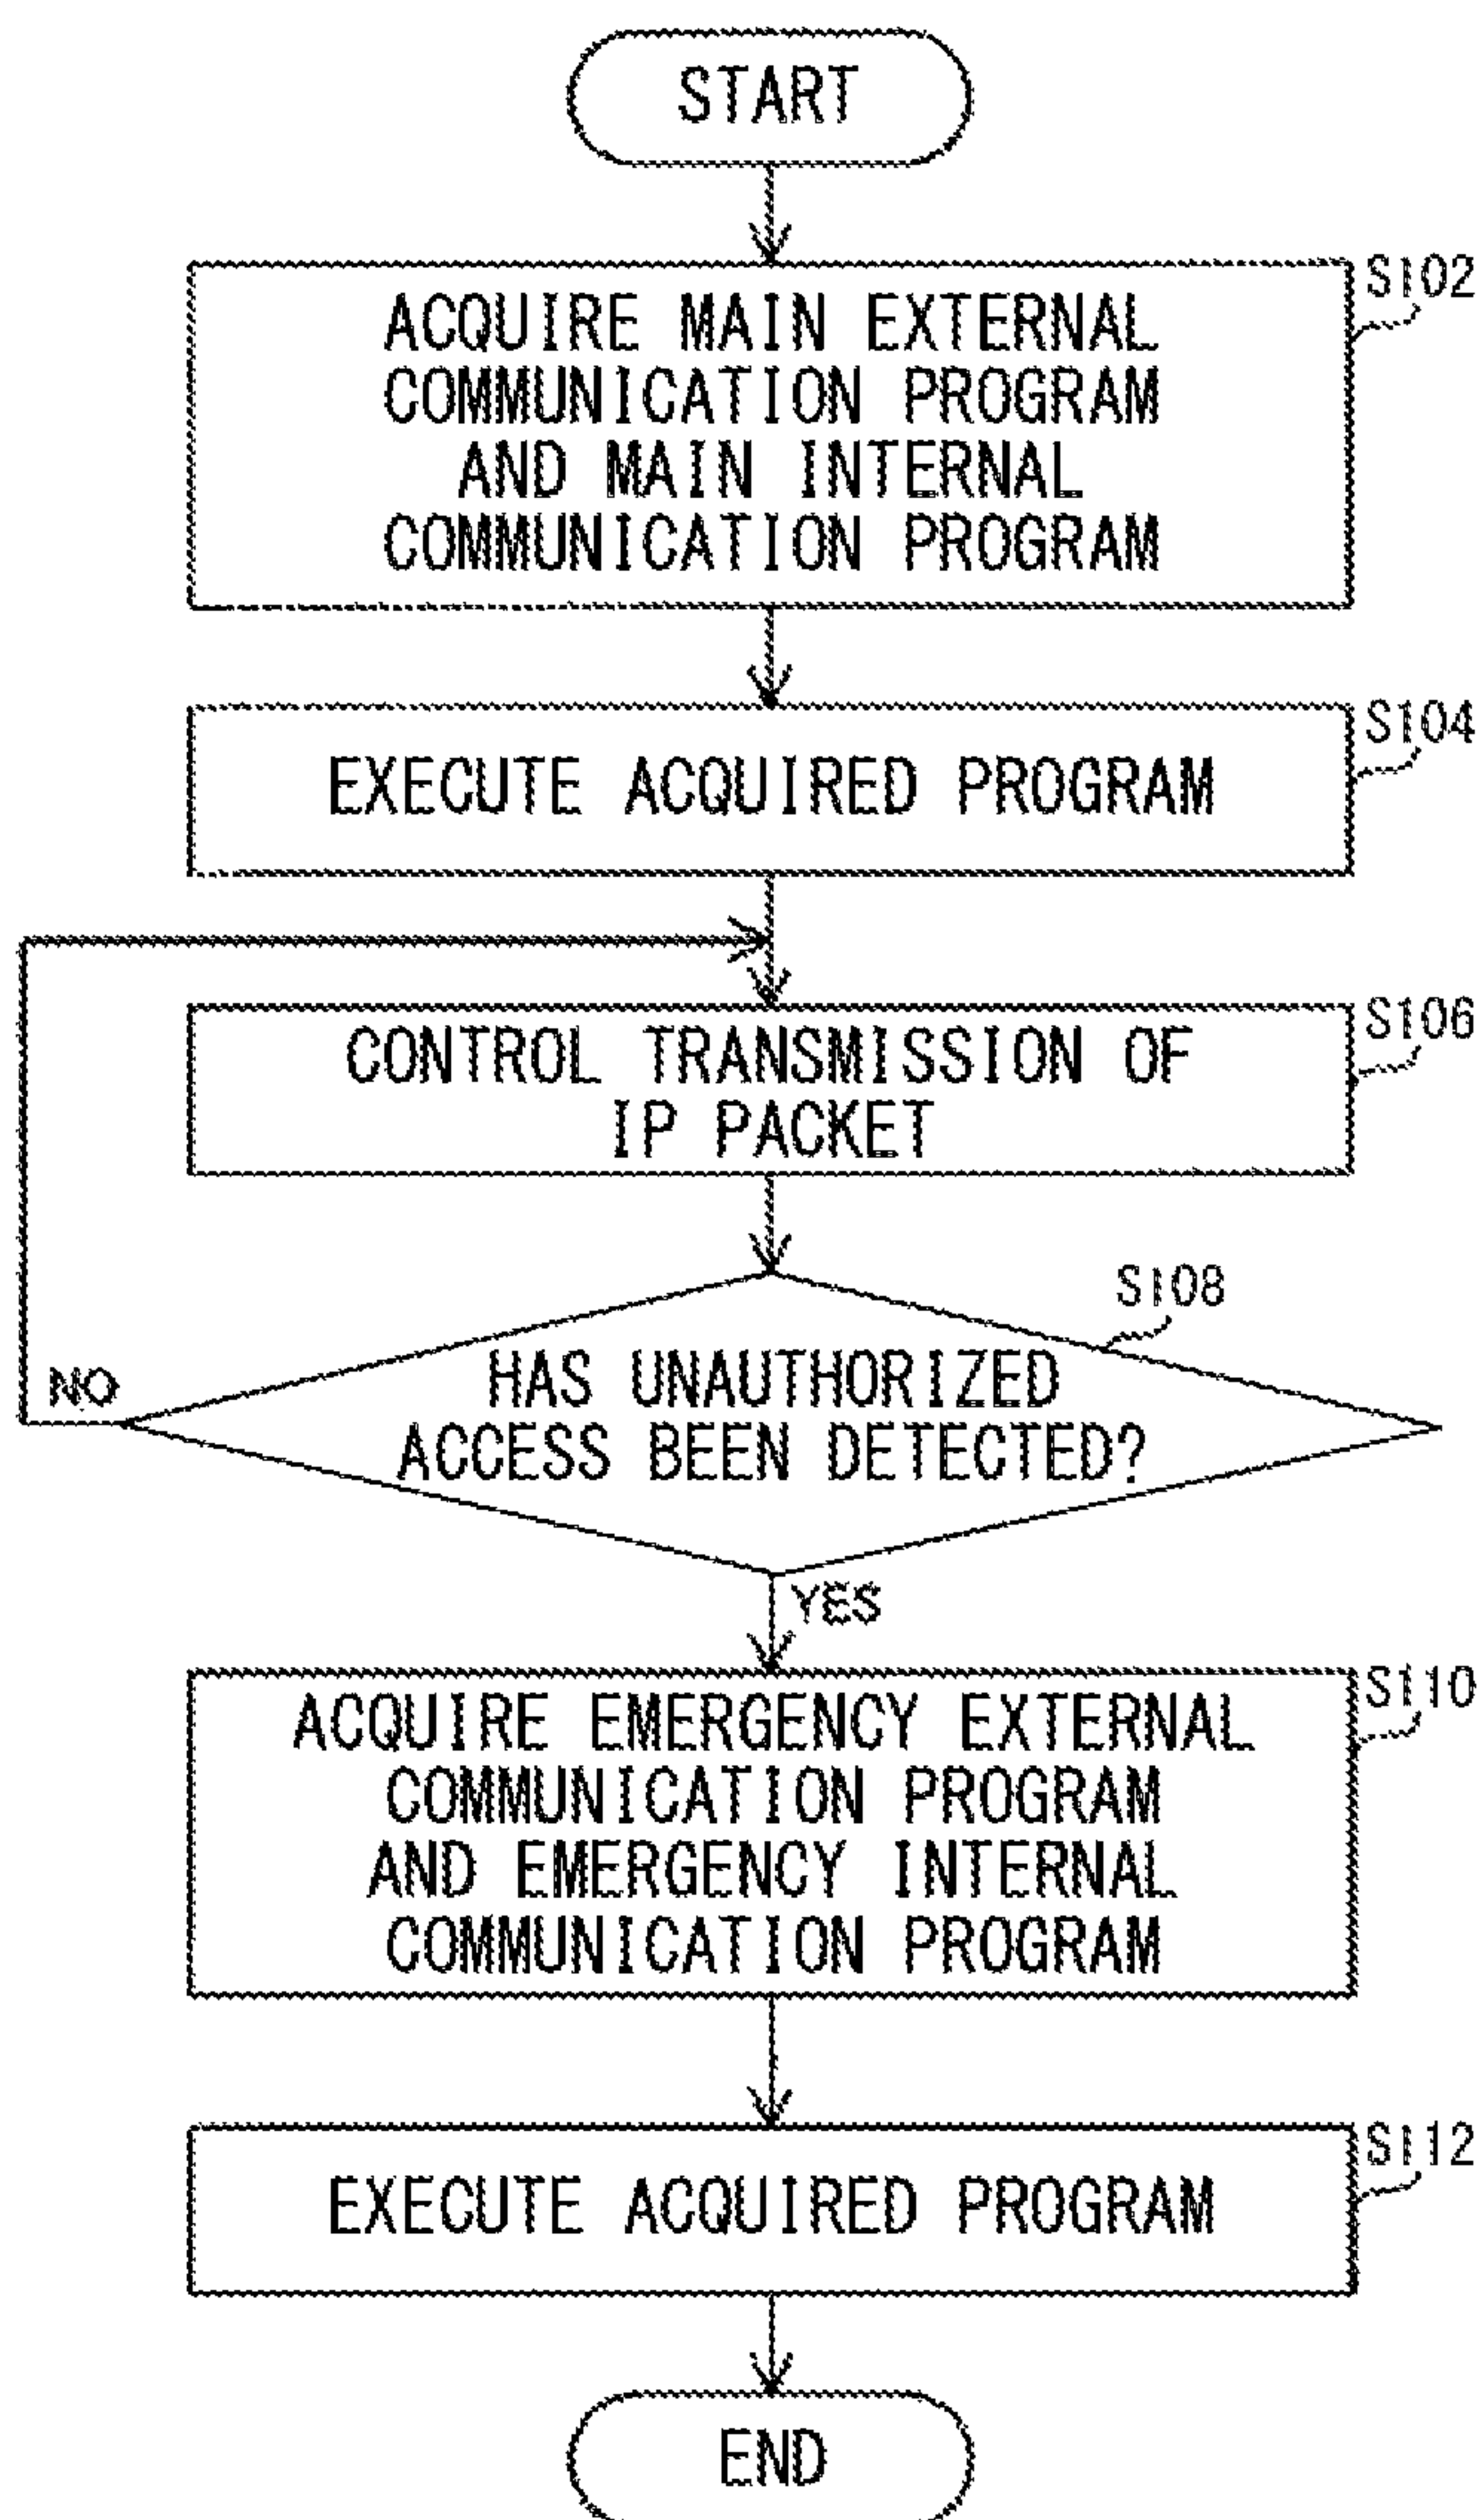 START
S102
ACQUIRE MAIN EXTERNAL
COMMUNICATION PROGRAM
AND MAIN INTERNAL
COMMUNICATION PROGRAM
S104
EXECUTE ACQUIRED PROGRAM
S106
CONTROL TRANSMISSION OF
IP PACKET
S108
HAS UNAUTHORIZED
ACCESS BEEN DETECTED?
NO
YES
S110
ACQUIRE EMERGENCY EXTERNAL
COMMUNICATION PROGRAM
AND EMERGENCY INTERNAL
COMMUNICATION PROGRAM
S112
EXECUTE ACQUIRED PROGRAM
END